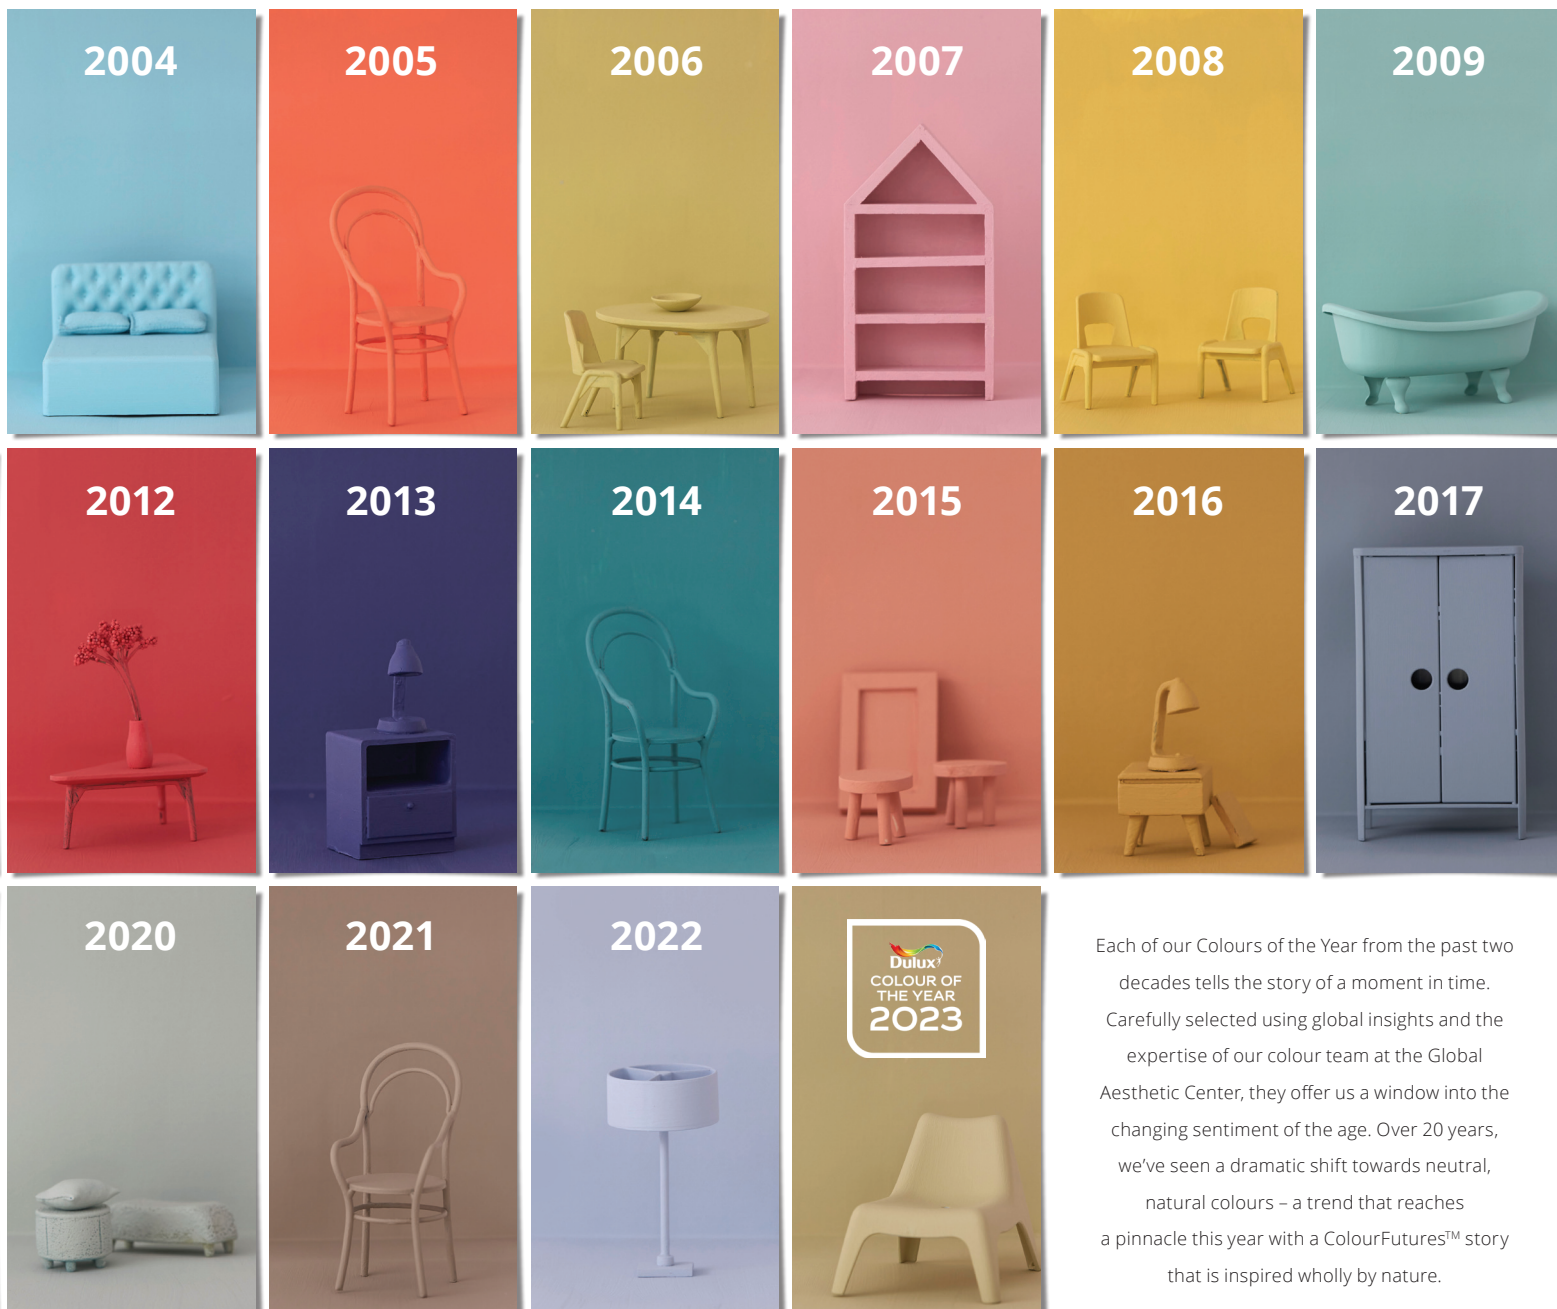 2004
2005
2006
2007
2008
2009
2012
2013
2014
2015
2016
2017
2020
2021
2022
Dulux
COLOUR OF
THE YEAR
2023
Each of our Colours of the Year from the past two
decades tells the story of a moment in time.
Carefully selected using global insights and the
expertise of our colour team at the Global
Aesthetic Center, they offer us a window into the
changing sentiment of the age. Over 20 years,
we’ve seen a dramatic shift towards neutral,
natural colours – a trend that reaches
a pinnacle this year with a ColourFutures™ story
that is inspired wholly by nature.